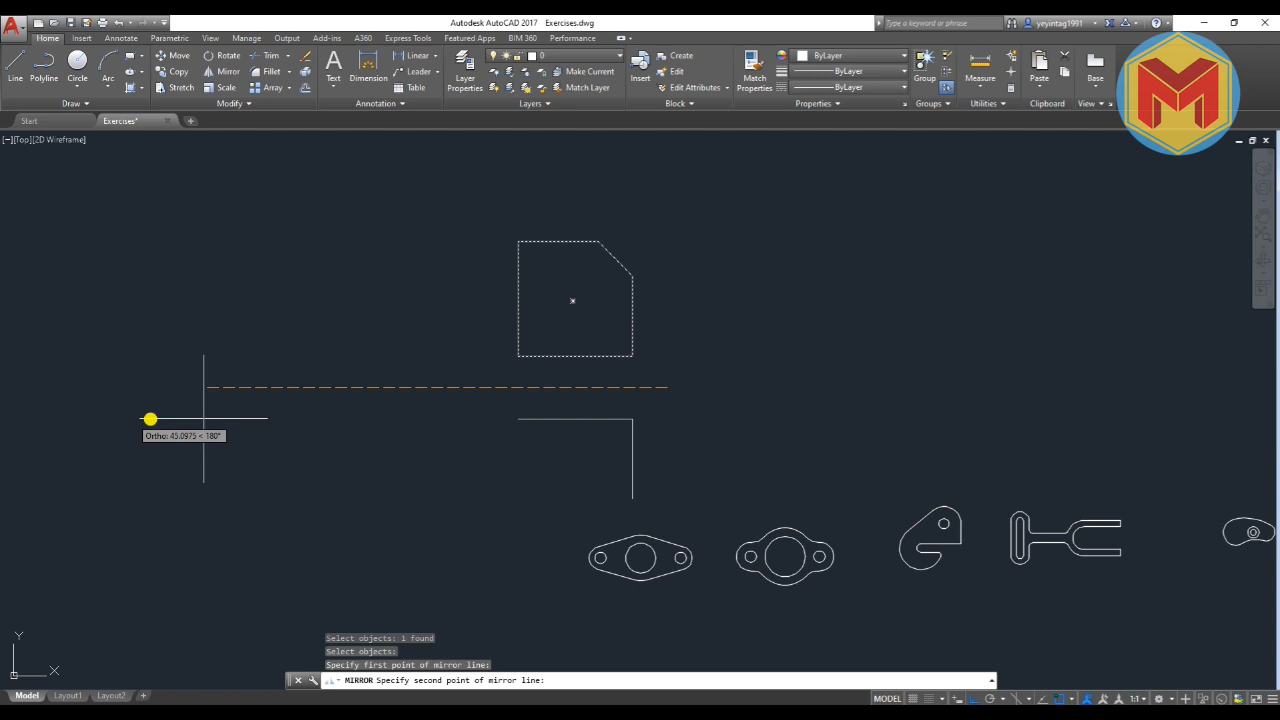 Autodesk AutoCAD 2017 Exercises.dwg
Type a keyword or phrase
yeyintag1991
Home Insert Annotate Parametric View Manage Output Add-ins A360 Express Tools Featured Apps BIM 360 Performance
Move Rotate Trim Linear 0 Create ByLayer
Copy Mirror Fillet Leader Make Current Edit ByLayer
Stretch Scale Array Table Match Layer Edit Attributes ByLayer
Line Polyline Circle Arc Text Dimension Layer Properties Insert Match Properties Group Measure Paste Base
Draw Modify Annotation Layers Block Properties Groups Utilities Clipboard View
Start Exercises*
[−][Top][2D Wireframe]
Ortho: 45.0975 < 180°
Select objects: 1 found
Select objects:
Specify first point of mirror line:
MIRROR Specify second point of mirror line:
Y
X
Model Layout1 Layout2 +
MODEL 1:1